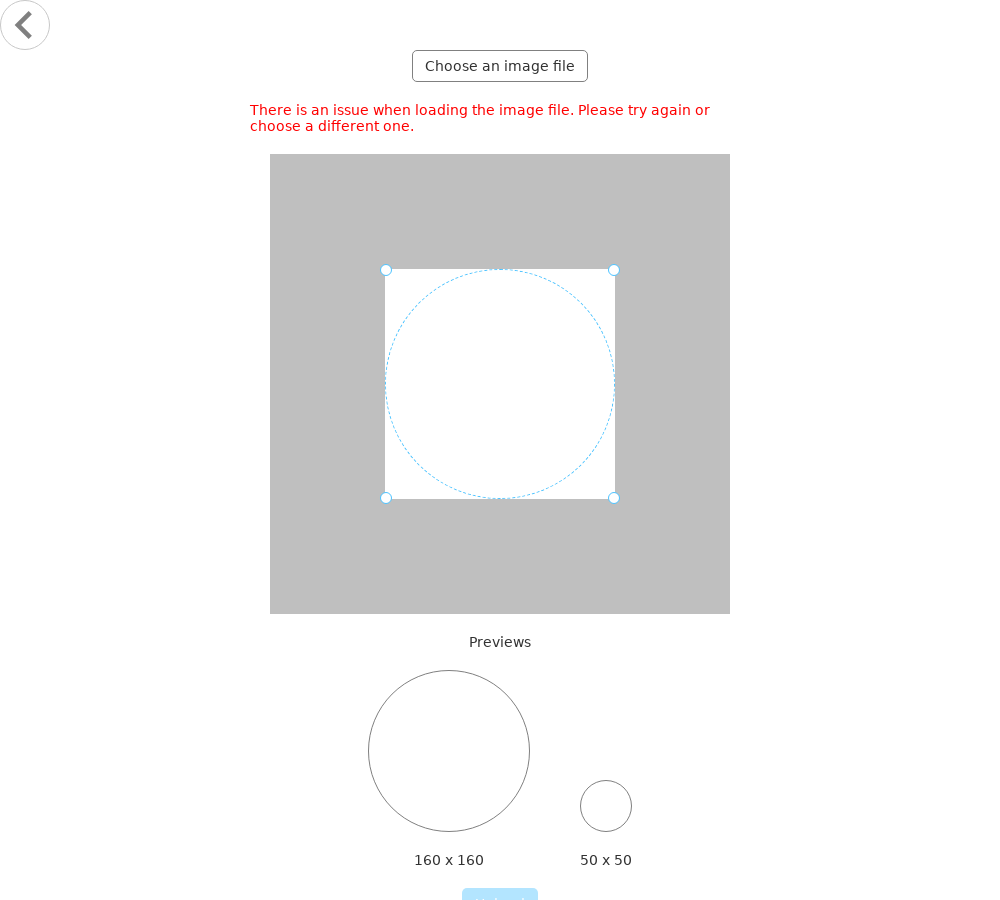 Choose an image file
There is an issue when loading the image file. Please try again or
choose a different one.
Previews
160 x 160
50 x 50